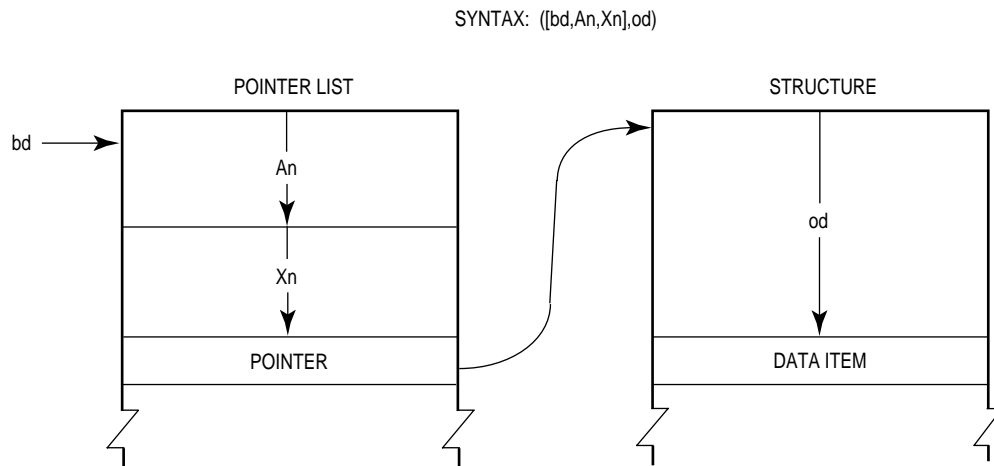 SYNTAX: ([bd,An,Xn],od)
POINTER LIST
STRUCTURE
bd
An
od
Xn
POINTER
DATA ITEM